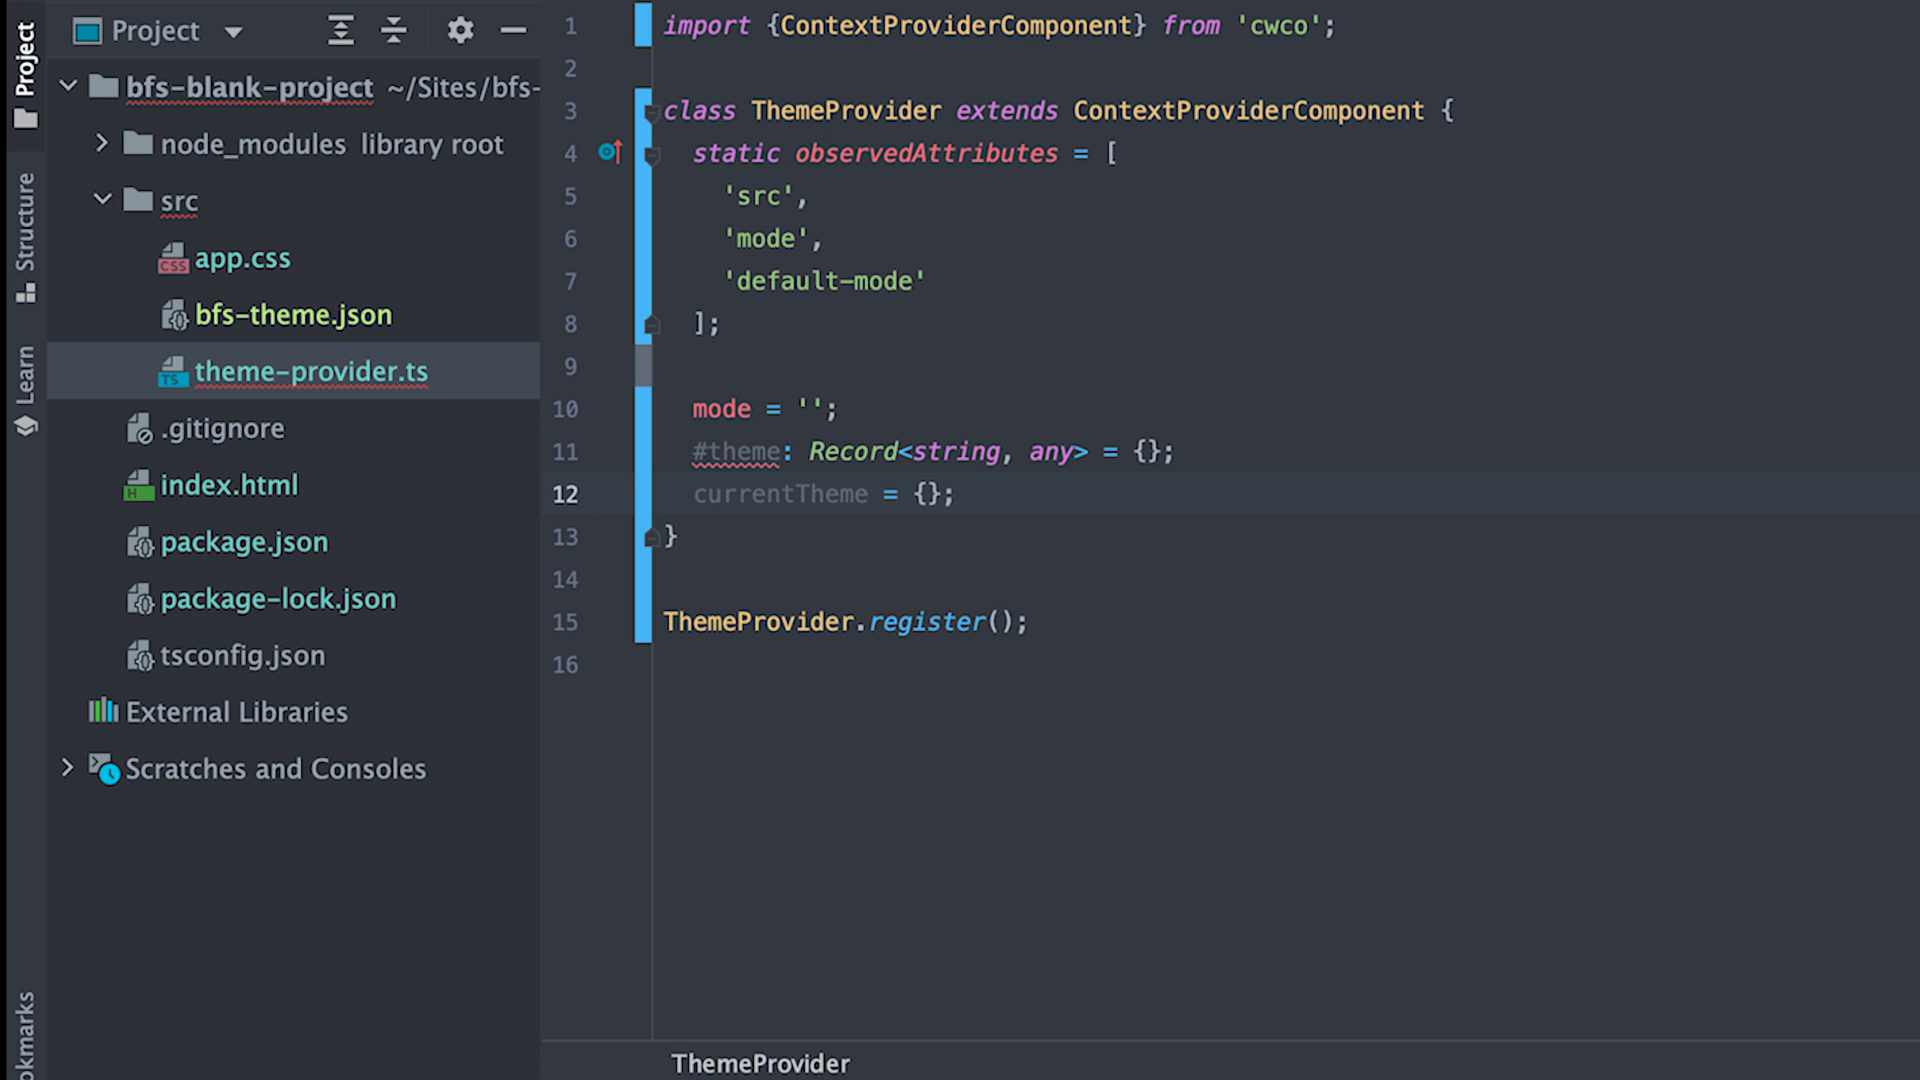 Project
Structure
Learn
Project
bfs-blank-project ~/Sites/bfs-
node_modules library root
src
app.css
bfs-theme.json
theme-provider.ts
.gitignore
index.html
package.json
package-lock.json
tsconfig.json
External Libraries
Scratches and Consoles
1 import {ContextProviderComponent} from 'cwco';
2
3 class ThemeProvider extends ContextProviderComponent {
4 static observedAttributes = [
5 'src',
6 'mode',
7 'default-mode'
8 ];
9
10 mode = '';
11 #theme: Record<string, any> = {};
12 currentTheme = {};
13 }
14
15 ThemeProvider.register();
16
ThemeProvider